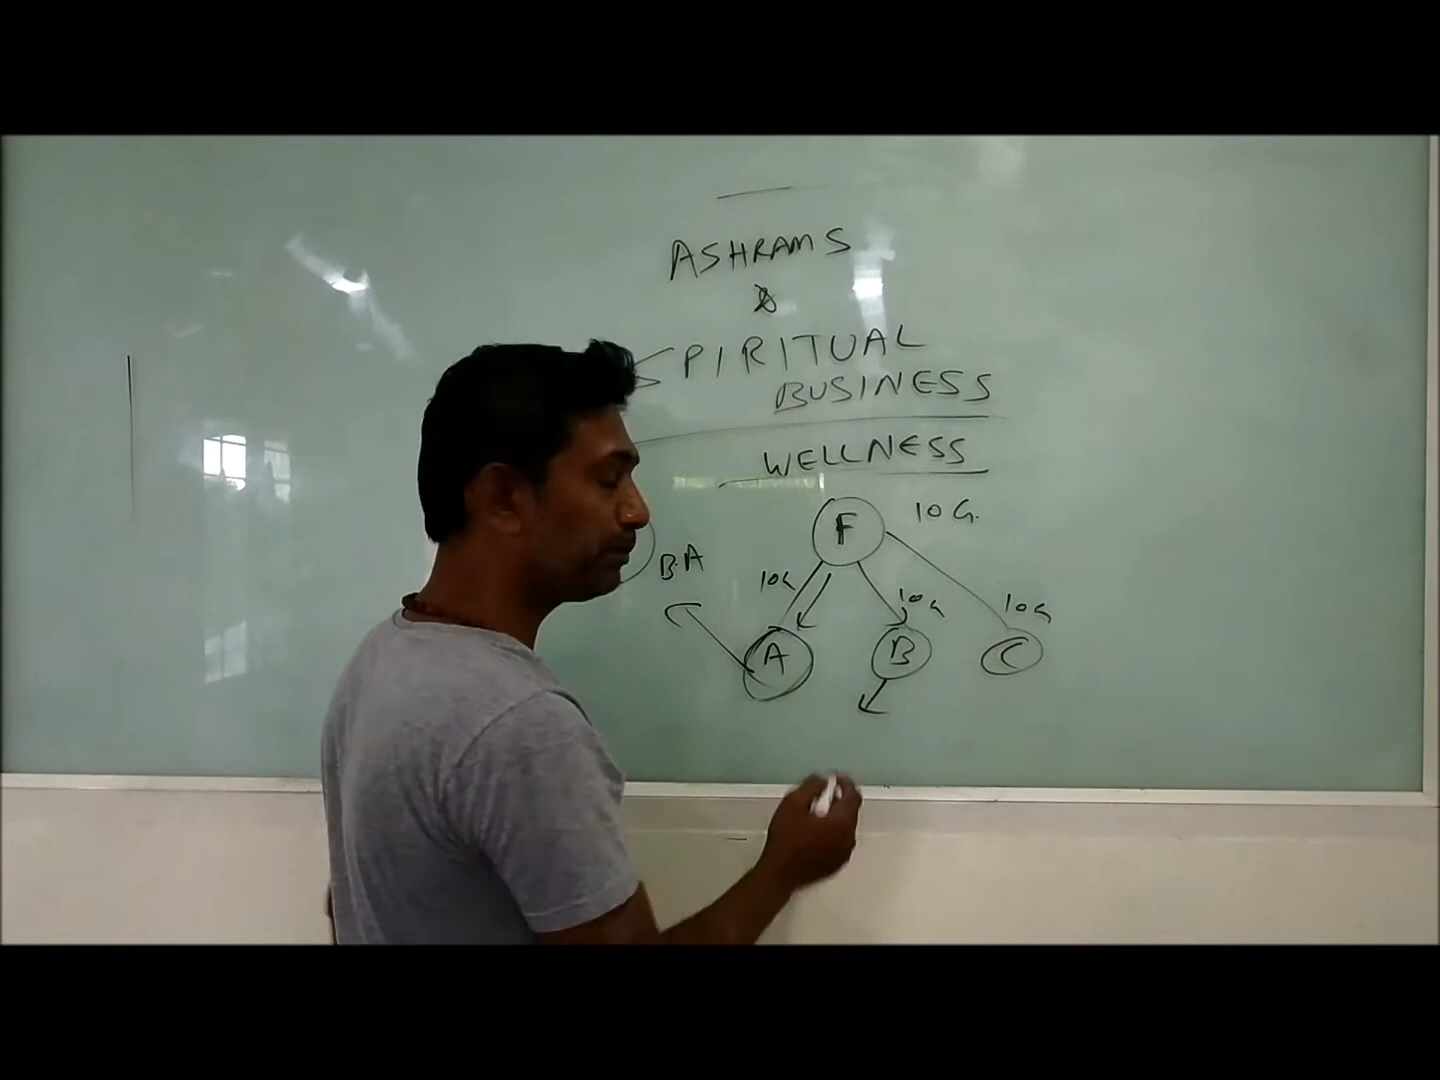 ASHRAMS
&
SPIRITUAL
BUSINESS
WELLNESS
F
10 G.
B.A
10G
10G
10G
A
B
C